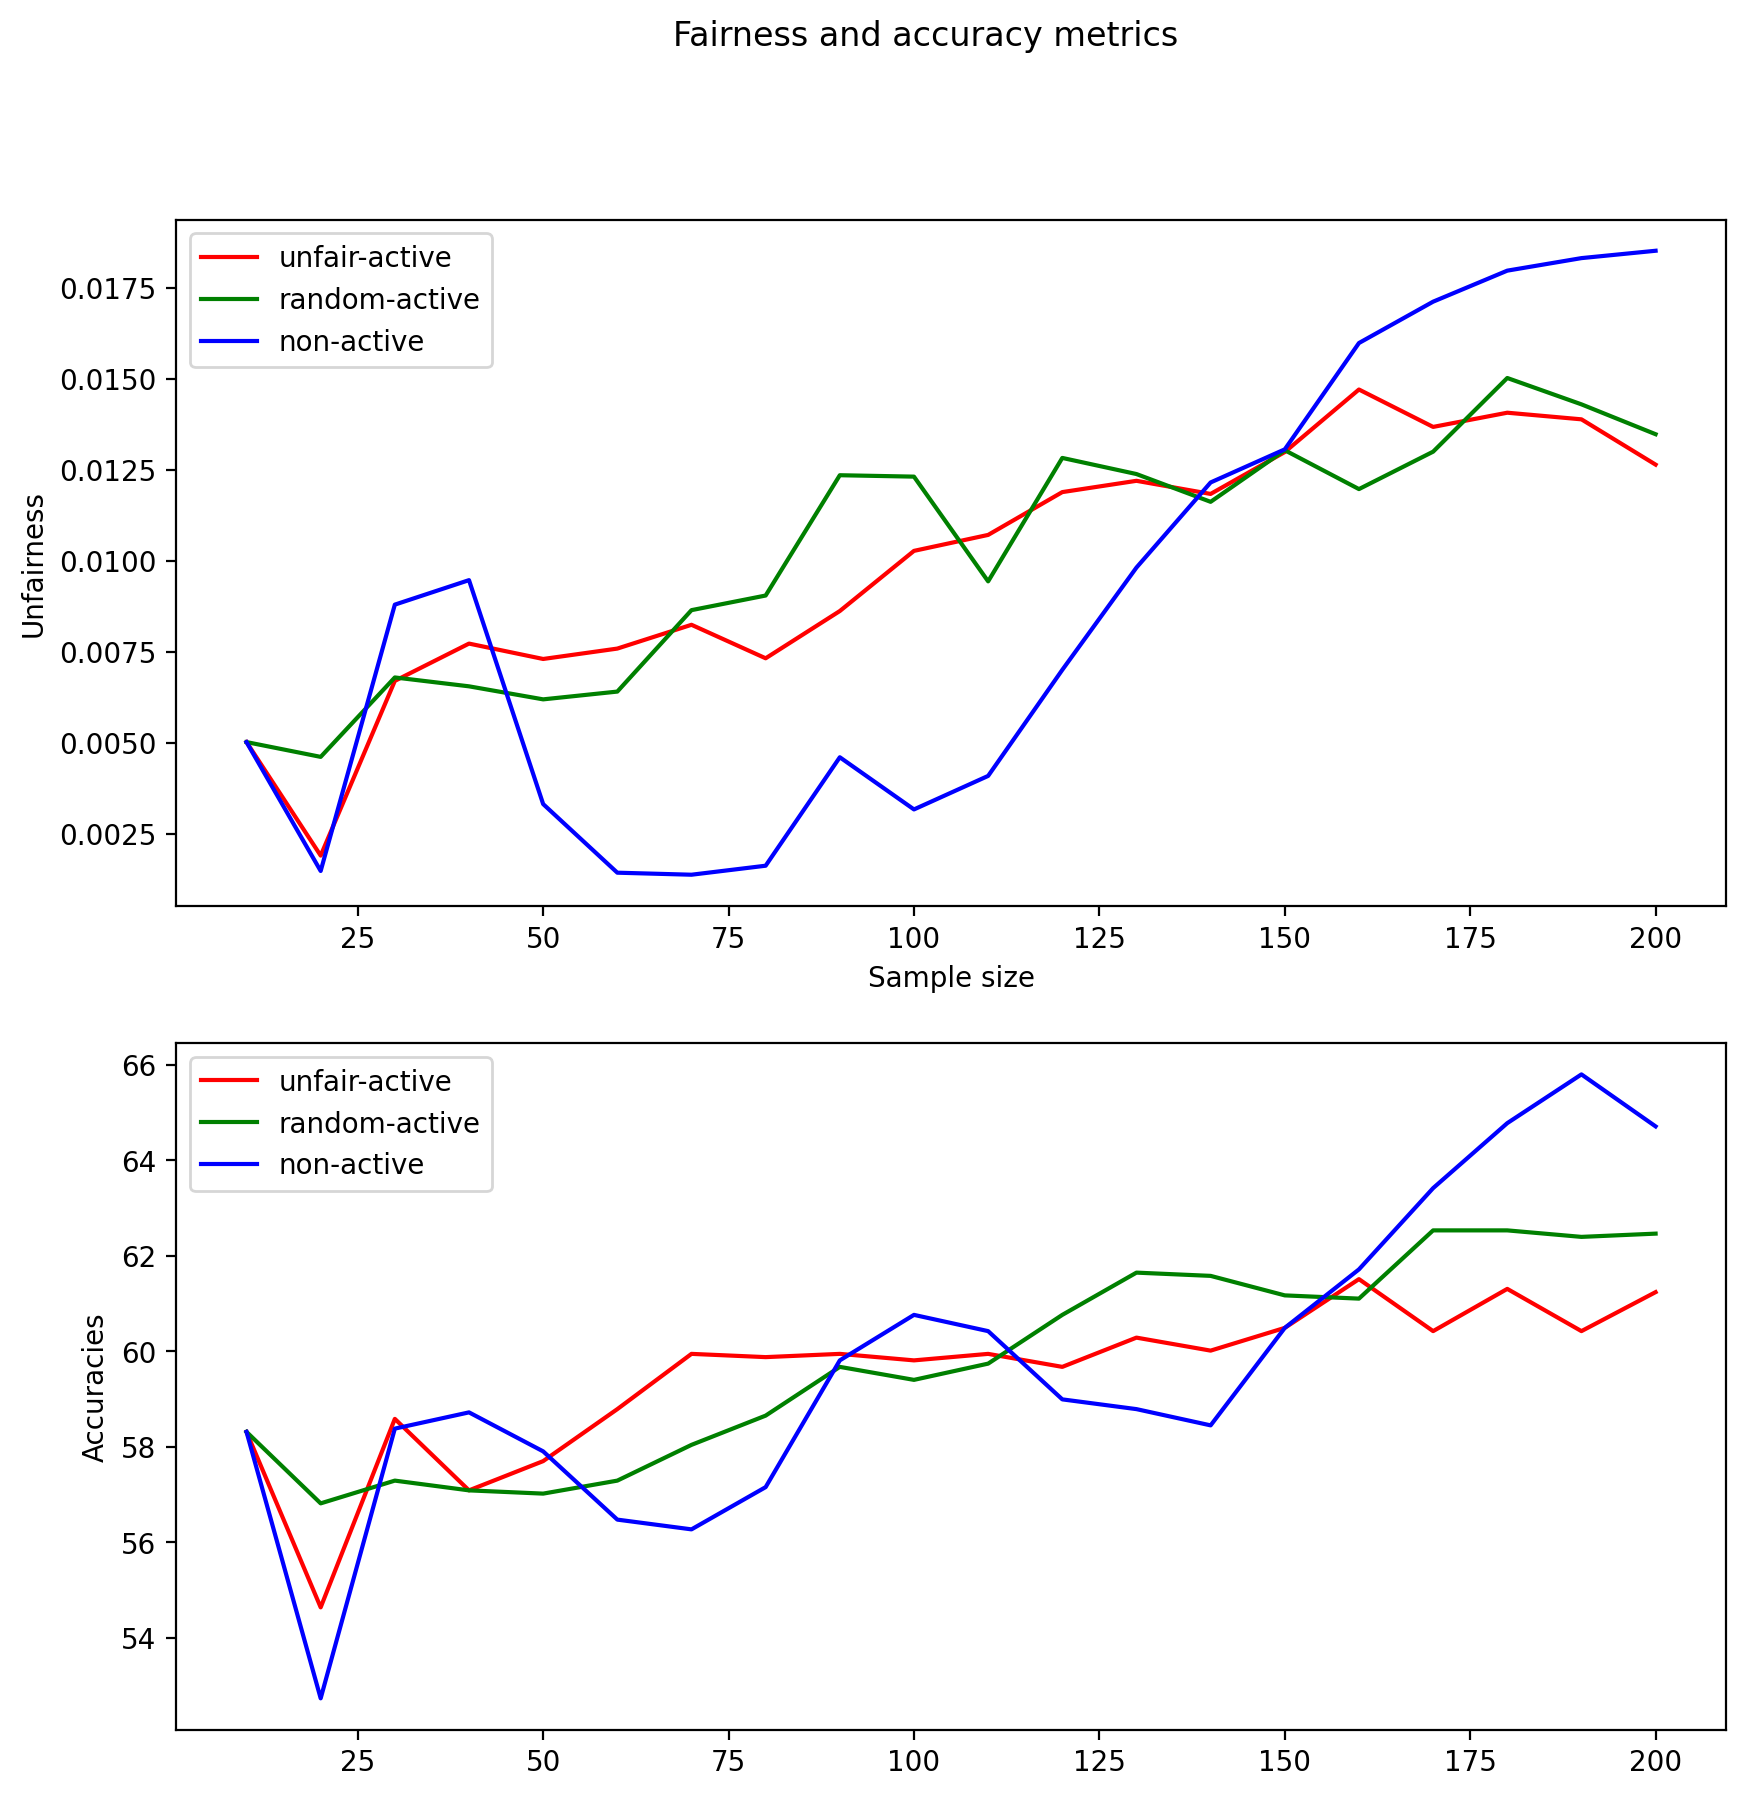 Fairness and accuracy metrics
unfair-active
random-active
non-active
0.0175
0.0150
0.0125
0.0100
0.0075
0.0050
0.0025
Unfairness
25 50 75 100 125 150 175 200
Sample size
unfair-active
random-active
non-active
66
64
62
60
58
56
54
Accuracies
25 50 75 100 125 150 175 200